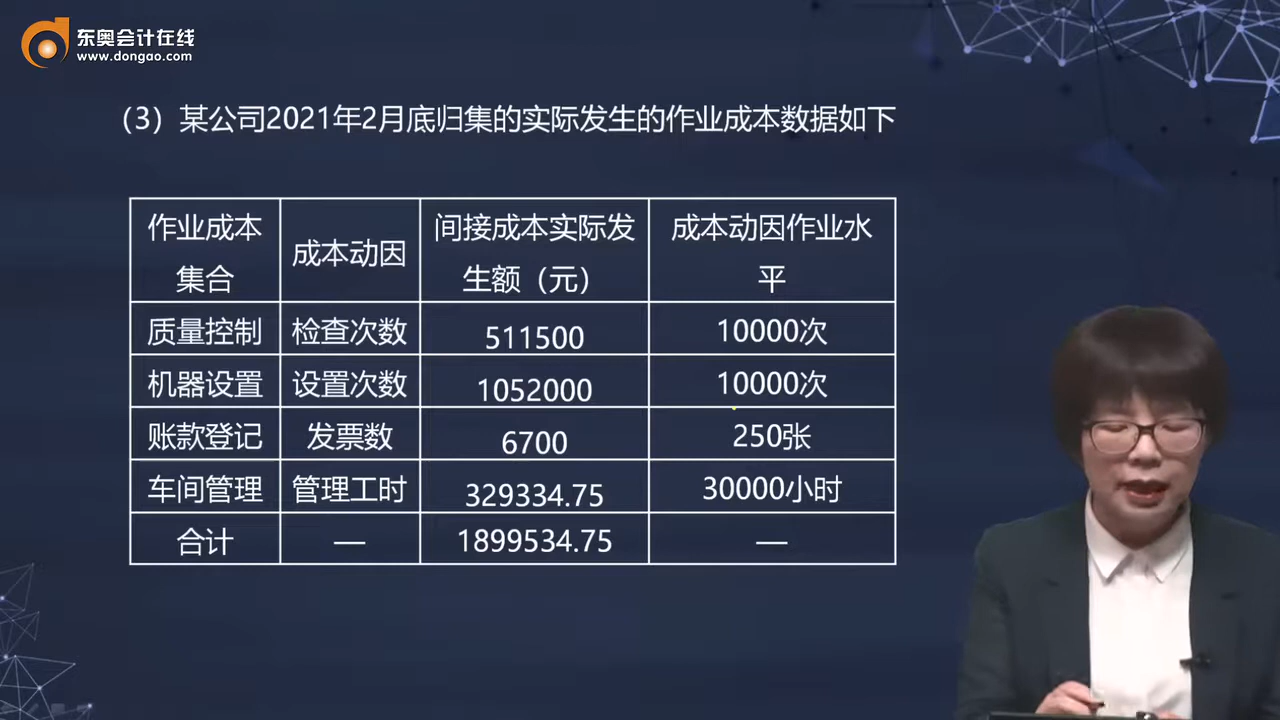 东奥会计在线
www.dongao.com
（3）某公司2021年2月底归集的实际发生的作业成本数据如下
作业成本集合 成本动因 间接成本实际发生额（元） 成本动因作业水平
质量控制 检查次数 511500 10000次
机器设置 设置次数 1052000 10000次
账款登记 发票数 6700 250张
车间管理 管理工时 329334.75 30000小时
合计 — 1899534.75 —